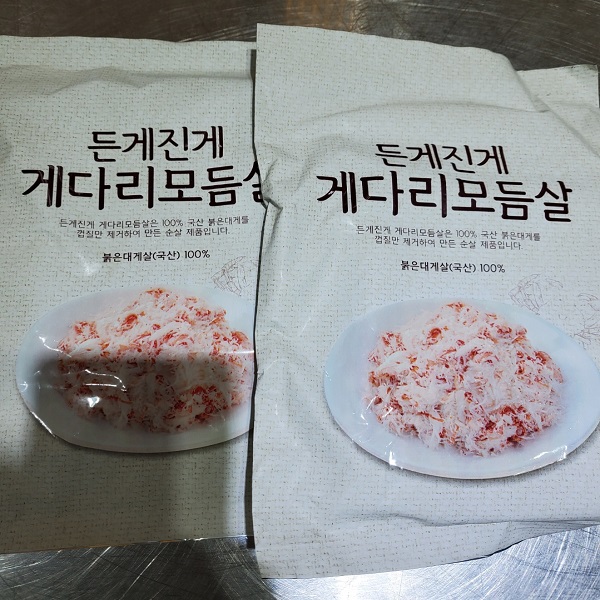 든게진게
게다리모듬살
든게진게 게다리모듬살은 100% 국산 붉은대게를
껍질만 제거하여 만든 순살 제품입니다.
붉은대게살(국산) 100%
든게진게
게다리모듬살
든게진게 게다리모듬살은 100% 국산 붉은대게를
껍질만 제거하여 만든 순살 제품입니다.
붉은대게살(국산) 100%